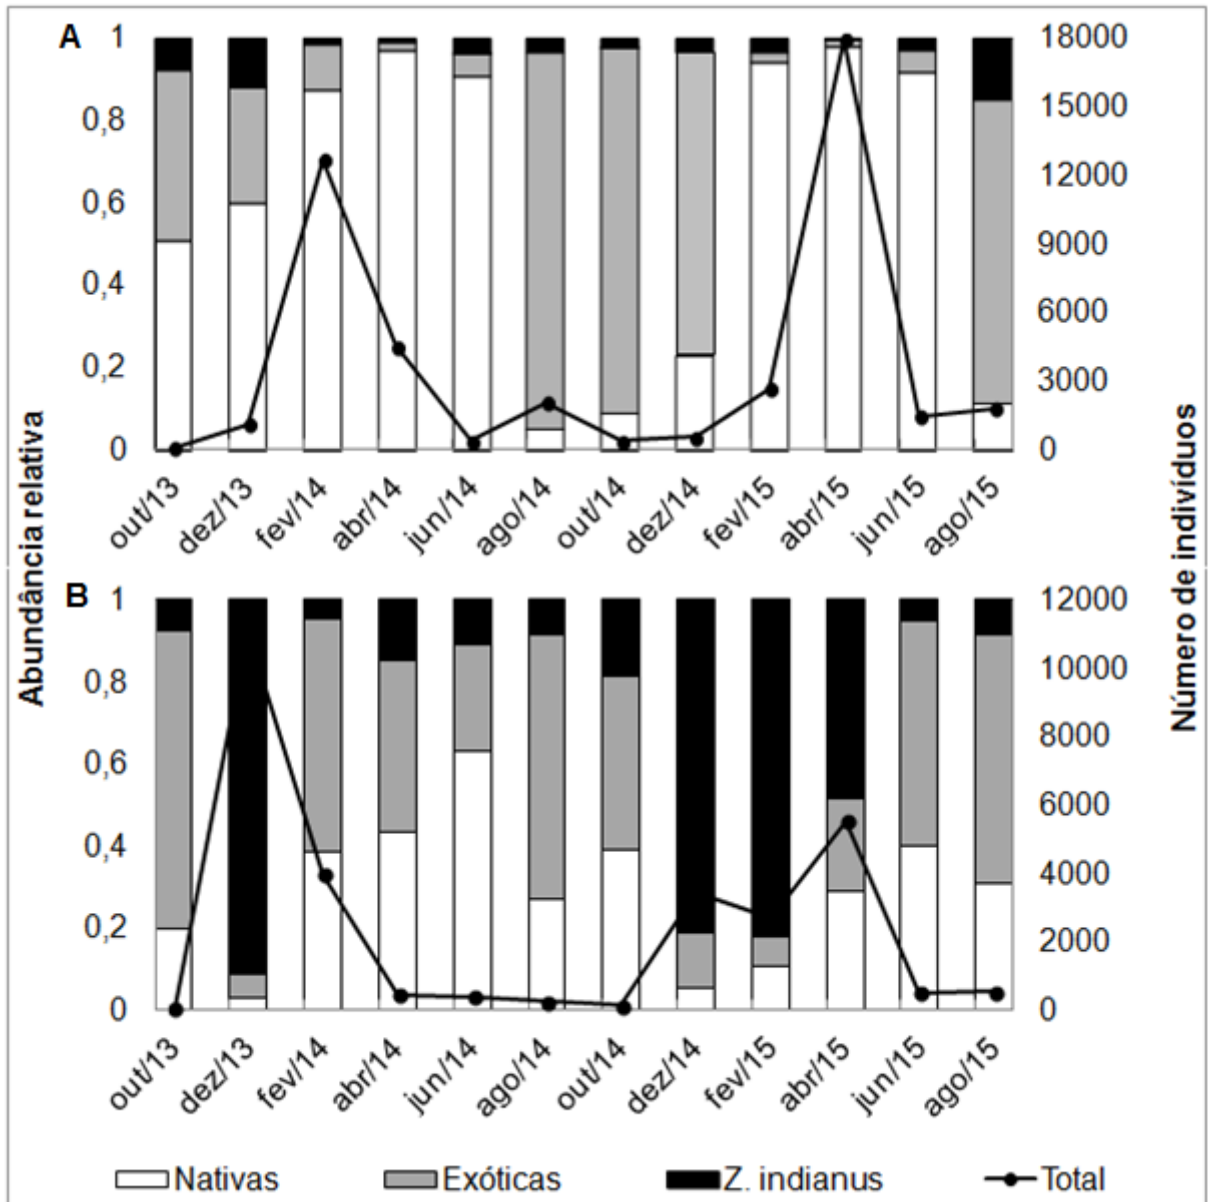 A
1
0,8
0,6
0,4
0,2
0
18000
15000
12000
9000
6000
3000
0
out/13
dez/13
fev/14
abr/14
jun/14
ago/14
out/14
dez/14
fev/15
abr/15
jun/15
ago/15
Abundância relativa
Número de indivíduos
B
1
0,8
0,6
0,4
0,2
0
12000
10000
8000
6000
4000
2000
0
out/13
dez/13
fev/14
abr/14
jun/14
ago/14
out/14
dez/14
fev/15
abr/15
jun/15
ago/15
Nativas Exóticas Z. indianus Total